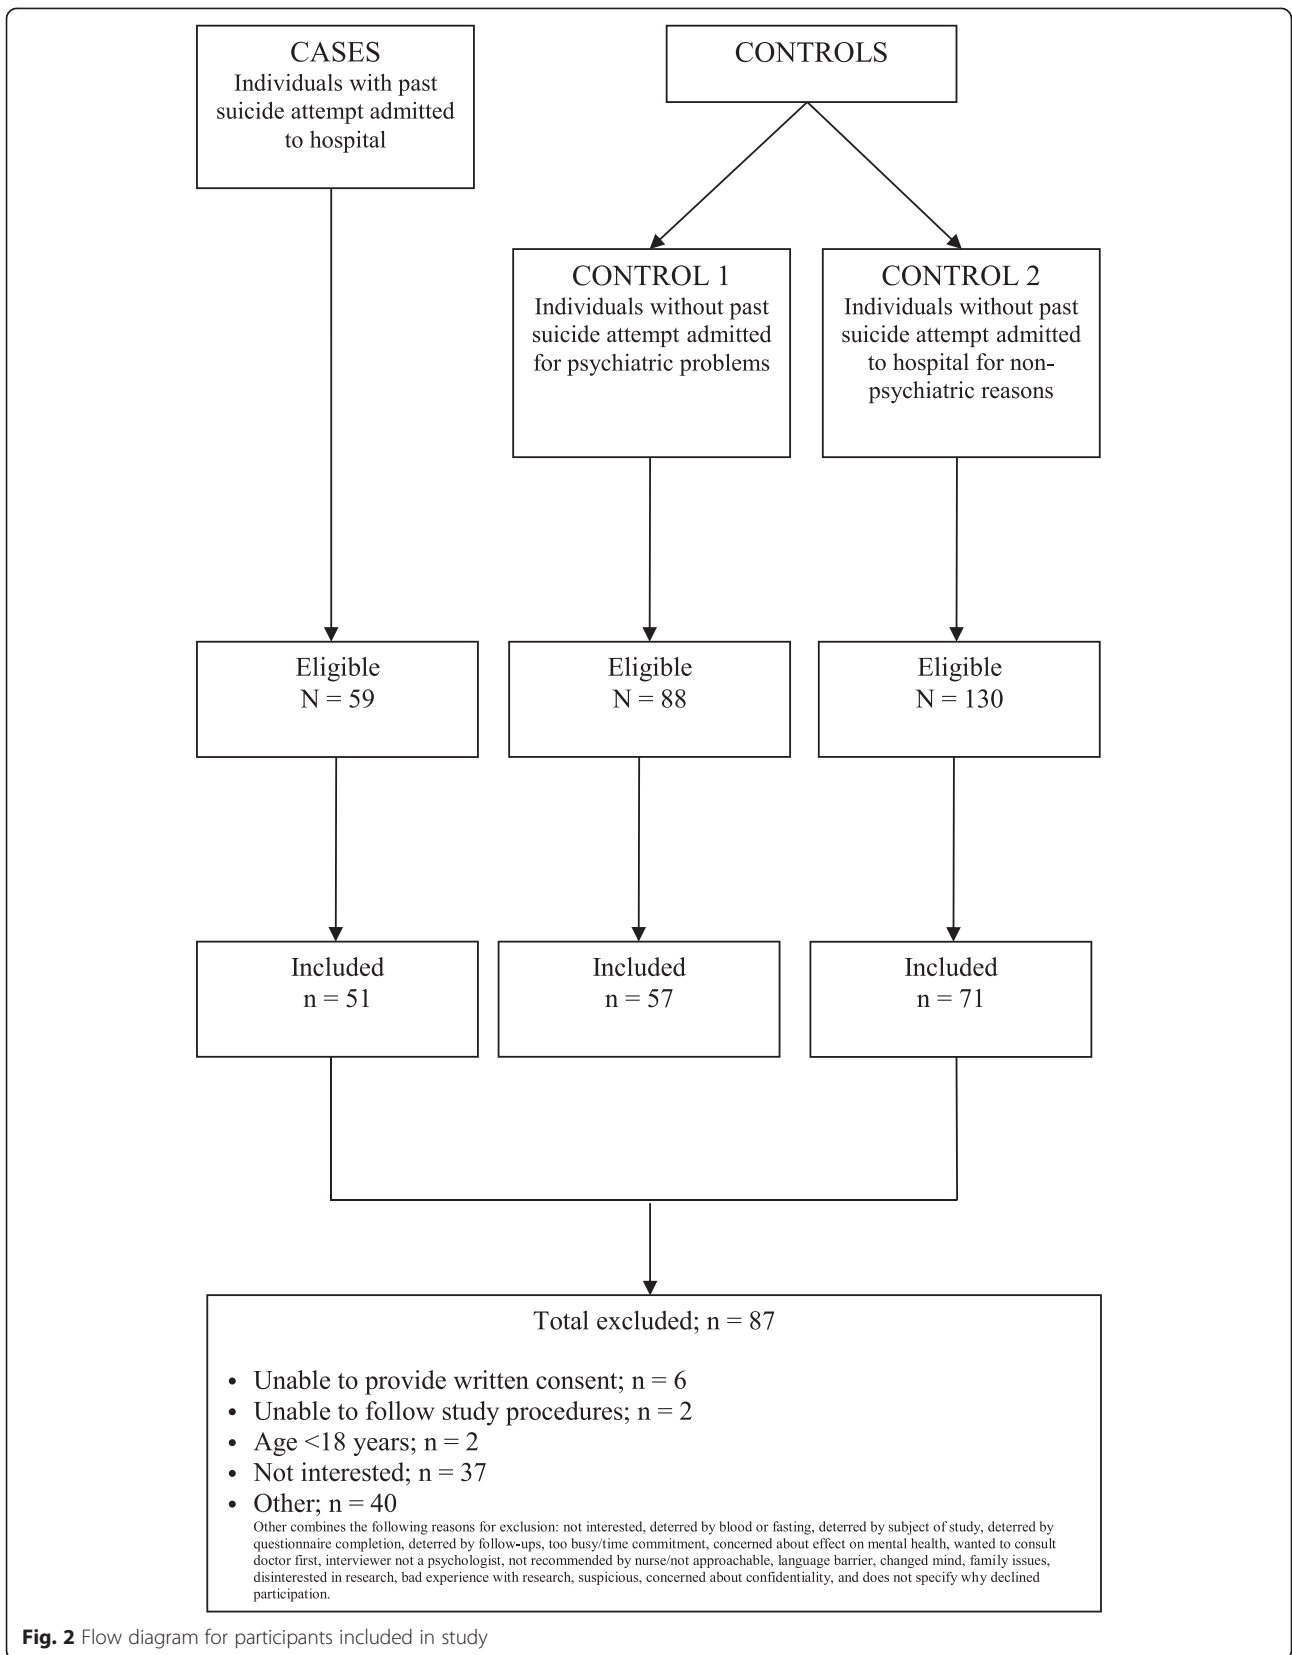 CASES
Individuals with past
suicide attempt admitted
to hospital
CONTROLS
CONTROL 1
Individuals without past
suicide attempt admitted
for psychiatric problems
CONTROL 2
Individuals without past
suicide attempt admitted
to hospital for non-
psychiatric reasons
Eligible
N = 59
Eligible
N = 88
Eligible
N = 130
Included
n = 51
Included
n = 57
Included
n = 71
Total excluded; n = 87
• Unable to provide written consent; n = 6
• Unable to follow study procedures; n = 2
• Age <18 years; n = 2
• Not interested; n = 37
• Other; n = 40
Other combines the following reasons for exclusion: not interested, deterred by blood or fasting, deterred by subject of study, deterred by
questionnaire completion, deterred by follow-ups, too busy/time commitment, concerned about effect on mental health, wanted to consult
doctor first, interviewer not a psychologist, not recommended by nurse/not approachable, language barrier, changed mind, family issues,
disinterested in research, bad experience with research, suspicious, concerned about confidentiality, and does not specify why declined
participation.
Fig. 2 Flow diagram for participants included in study